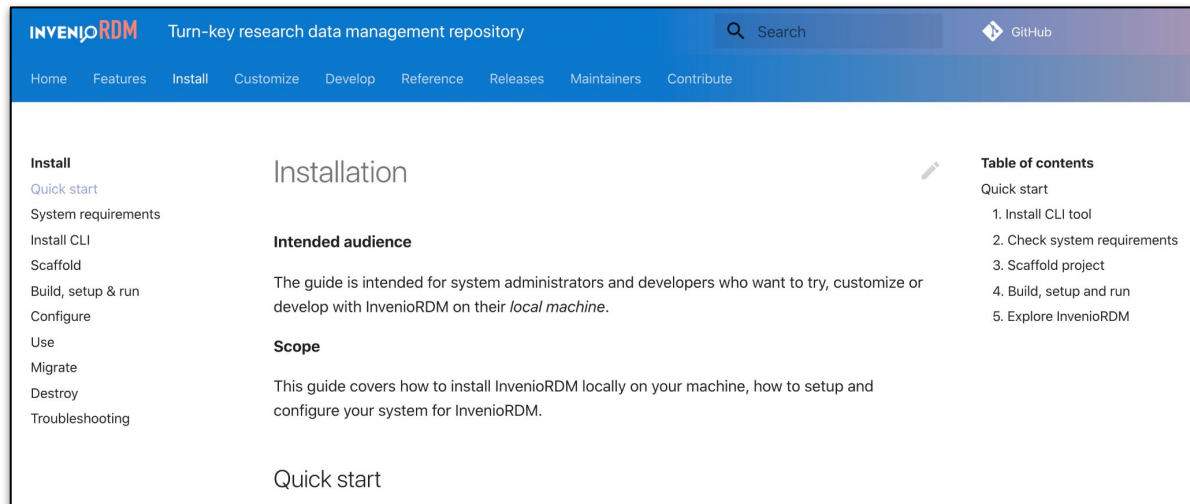 INVENIORDM Turn-key research data management repository Search GitHub
Home Features Install Customize Develop Reference Releases Maintainers Contribute
Install
Quick start
System requirements
Install CLI
Scaffold
Build, setup & run
Configure
Use
Migrate
Destroy
Troubleshooting
Installation
Intended audience
The guide is intended for system administrators and developers who want to try, customize or
develop with InvenioRDM on their local machine.
Scope
This guide covers how to install InvenioRDM locally on your machine, how to setup and
configure your system for InvenioRDM.
Quick start
Table of contents
Quick start
1. Install CLI tool
2. Check system requirements
3. Scaffold project
4. Build, setup and run
5. Explore InvenioRDM